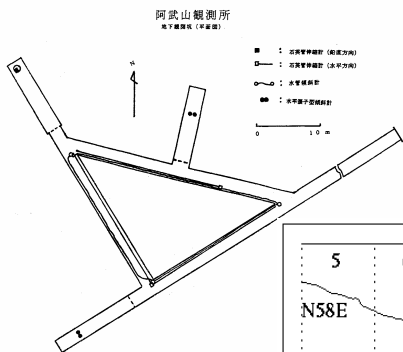 阿武山観測所
地下観測坑 (平面図)
: 石英管伸縮計 (鉛直方向)
: 石英管伸縮計 (水平方向)
: 水管傾斜計
: 水平振子型傾斜計
N
0 10 m
5
N58E